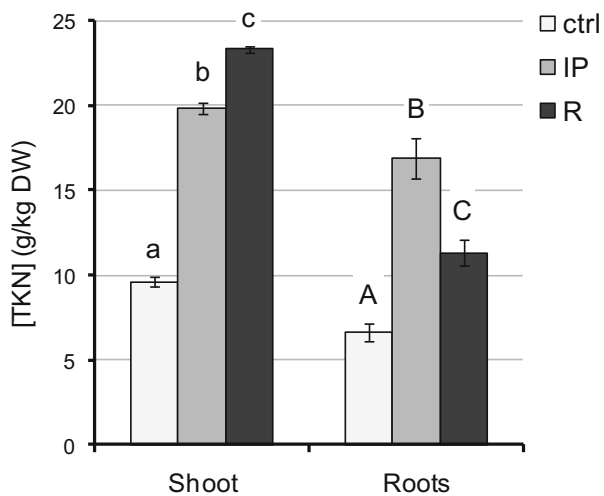 [TKN] (g/kg DW)
25
20
15
10
5
0
a
b
c
A
B
C
Shoot
Roots
ctrl
IP
R